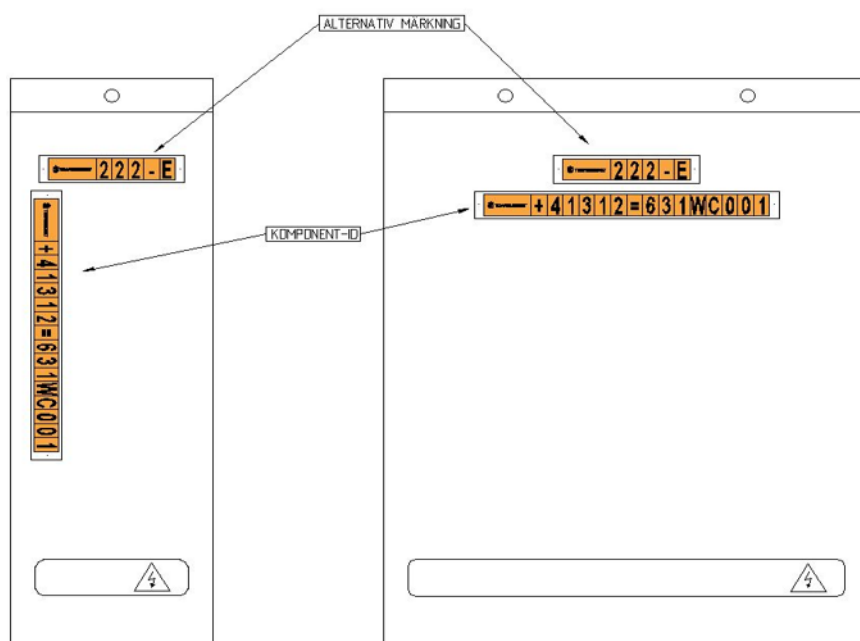 ALTERNATIV MÄRKNING
222-E
222-E
+41312=631WC001
KOMPONENT-ID
+41312=631WC001